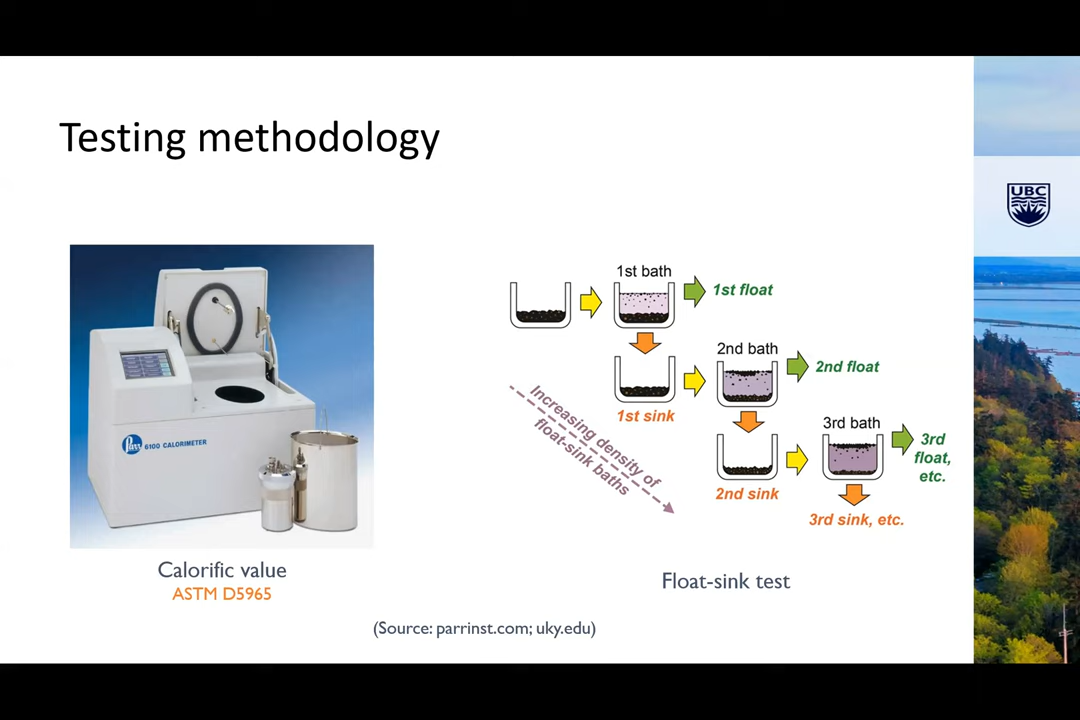 Testing methodology
UBC
Parr 6100 CALORIMETER
Calorific value
ASTM D5965
1st bath
1st float
1st sink
2nd bath
2nd float
2nd sink
3rd bath
3rd
float,
etc.
3rd sink, etc.
Increasing density of
float-sink baths
Float-sink test
(Source: parrinst.com; uky.edu)